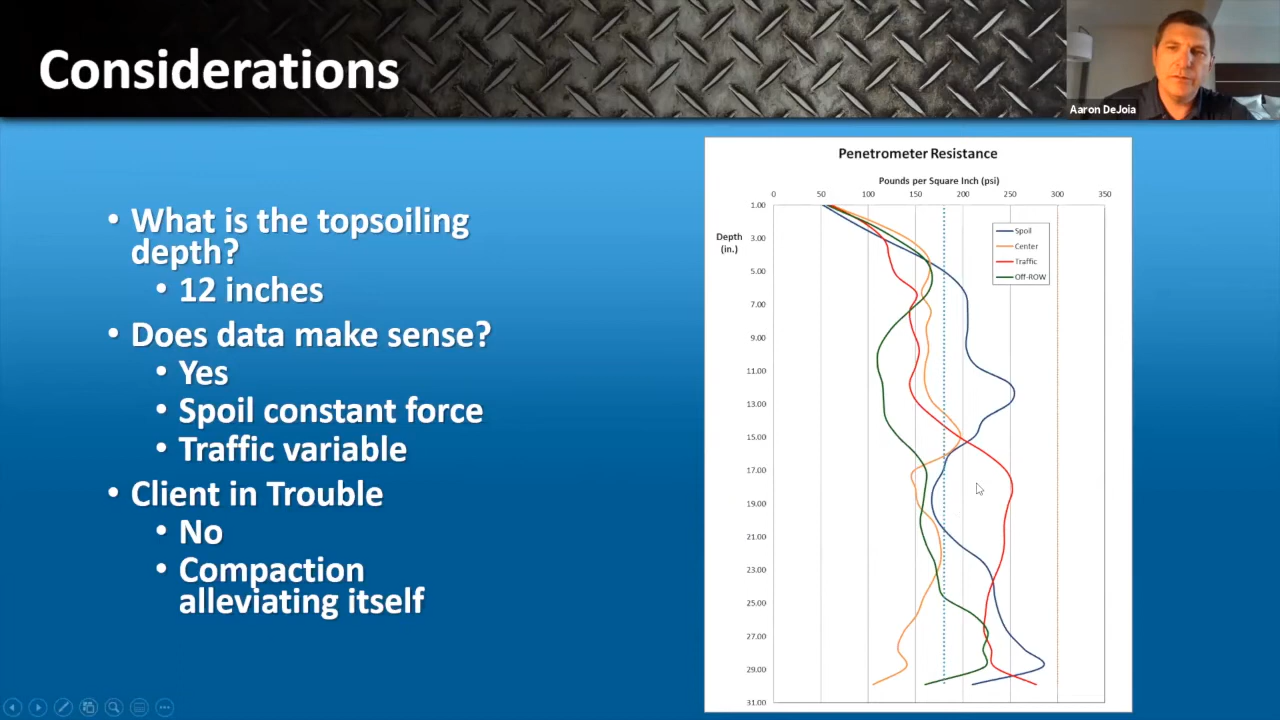 Considerations
Aaron DeJoia
• What is the topsoiling
depth?
• 12 inches
• Does data make sense?
• Yes
• Spoil constant force
• Traffic variable
• Client in Trouble
• No
• Compaction
alleviating itself
Penetrometer Resistance
Pounds per Square Inch (psi)
0 50 100 150 200 250 300 350
Depth
(in.)
1.00
3.00
5.00
7.00
9.00
11.00
13.00
15.00
17.00
19.00
21.00
23.00
25.00
27.00
29.00
31.00
Spoil
Center
Traffic
Off-ROW